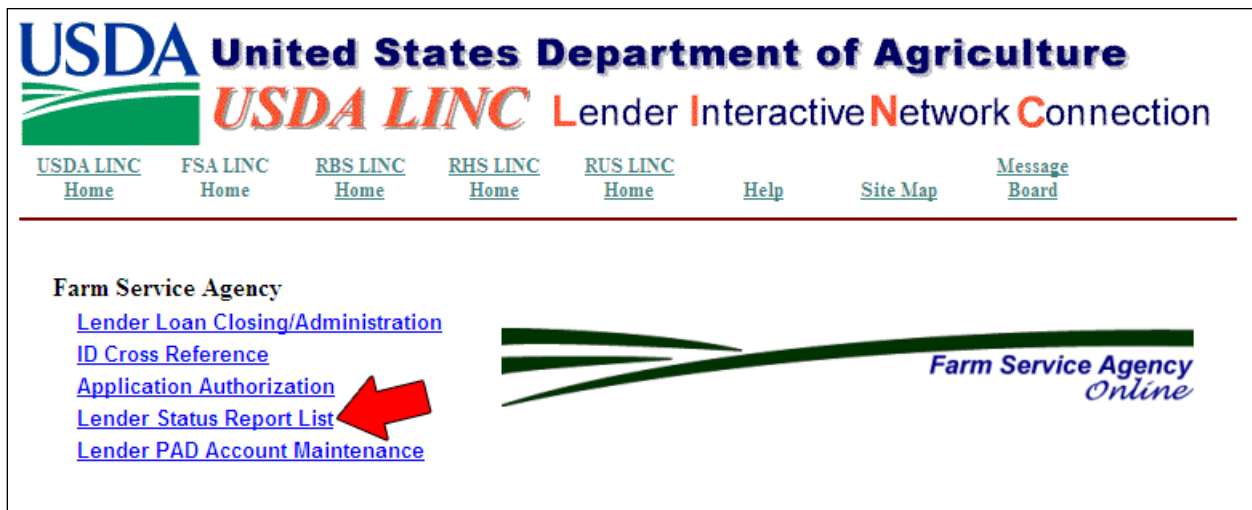 USDA United States Department of Agriculture
USDA LINC Lender Interactive Network Connection
USDA LINC Home
FSA LINC Home
RBS LINC Home
RHS LINC Home
RUS LINC Home
Help
Site Map
Message Board
Farm Service Agency
Lender Loan Closing/Administration
ID Cross Reference
Application Authorization
Lender Status Report List
Lender PAD Account Maintenance
Farm Service Agency
Online